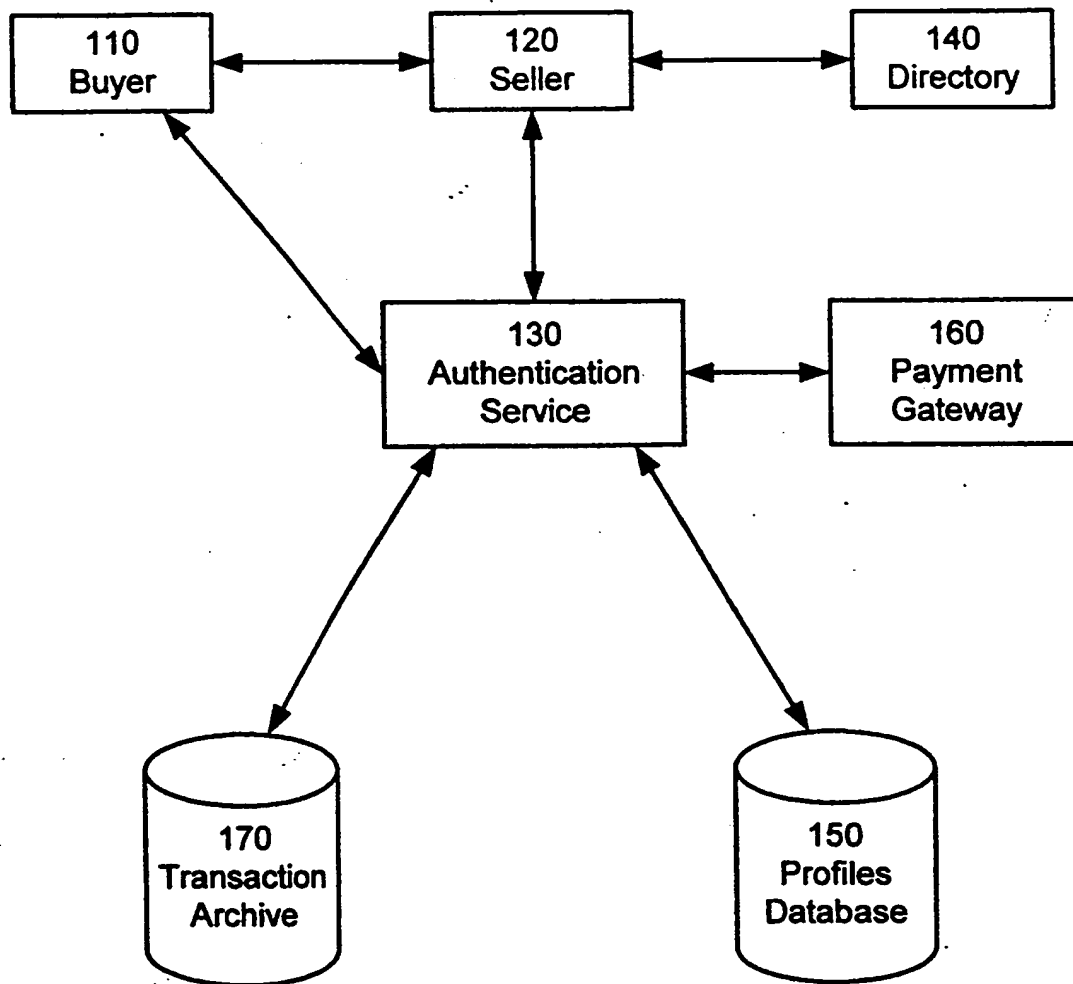 110
Buyer
120
Seller
140
Directory
130
Authentication
Service
160
Payment
Gateway
170
Transaction
Archive
150
Profiles
Database